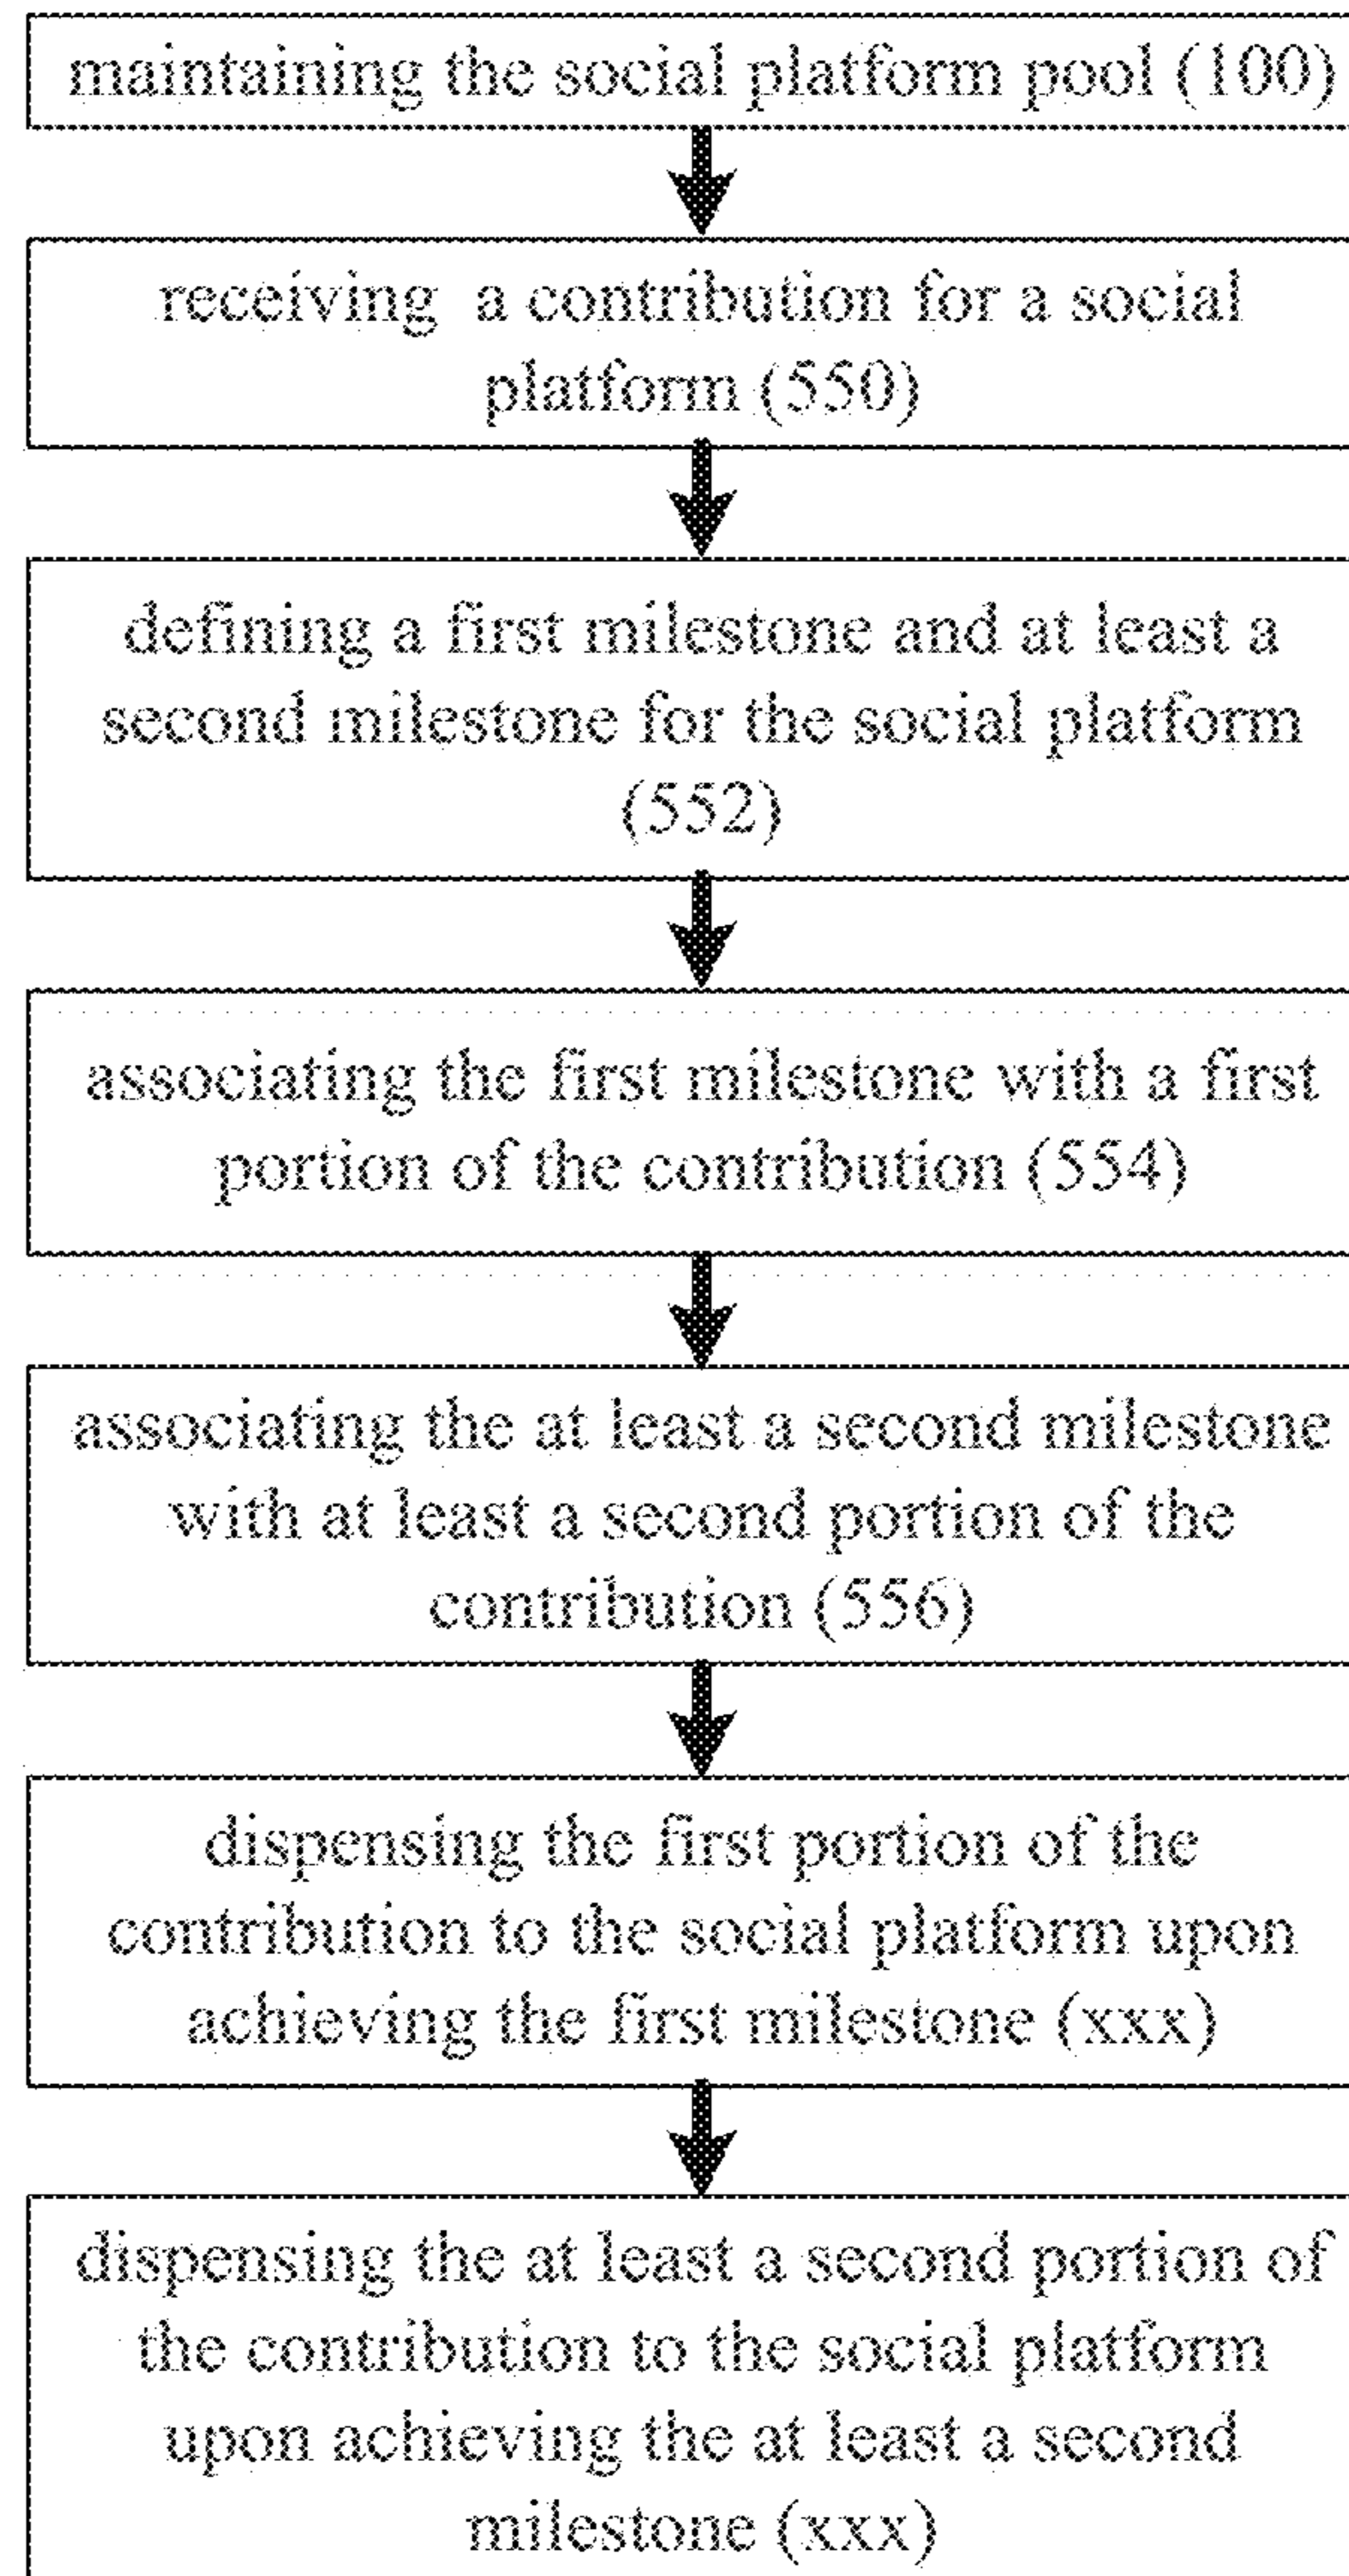 maintaining the social platform pool (100)
receiving a contribution for a social
platform (550)
defining a first milestone and at least a
second milestone for the social platform
(552)
associating the first milestone with a first
portion of the contribution (554)
associating the at least a second milestone
with at least a second portion of the
contribution (556)
dispensing the first portion of the
contribution to the social platform upon
achieving the first milestone (xxx)
dispensing the at least a second portion of
the contribution to the social platform
upon achieving the at least a second
milestone (xxx)